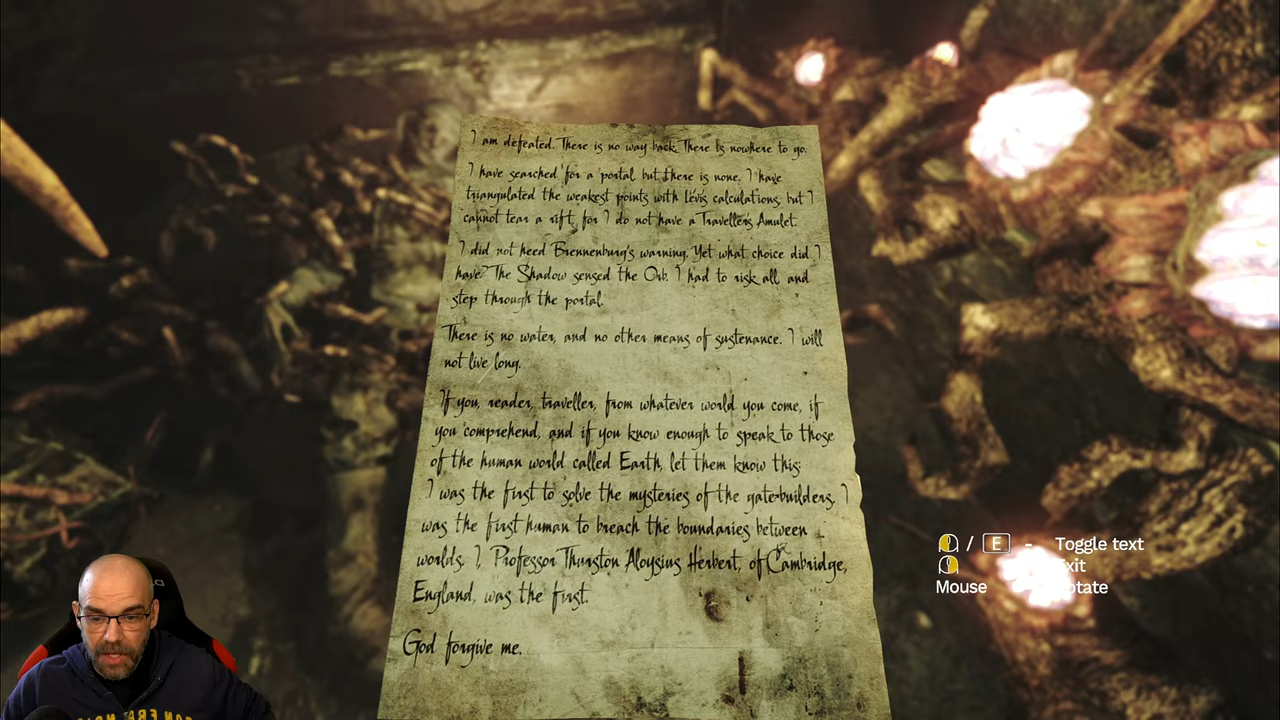 I am defeated. There is no way back. There is nowhere to go.
I have searched for a portal but there is none. I have
triangulated the weakest points with Lévis calculations, but I
cannot tear a rift, for I do not have a Travellers Amulet.
I did not heed Brennenburg's warning. Yet what choice did I
have? The Shadow sensed the Orb. I had to risk all and
step through the portal.
There is no water, and no other means of sustenance. I will
not live long.
If you, reader, traveller, from whatever world you come, if
you comprehend, and if you know enough to speak to those
of the human world called Earth, let them know this:
I was the first to solve the mysteries of the gate-builders, I
was the first human to breach the boundaries between
worlds. I, Professor Thurston Aloysius Herbert, of Cambridge,
England, was the first.
God forgive me.
/ E - Toggle text
Mouse